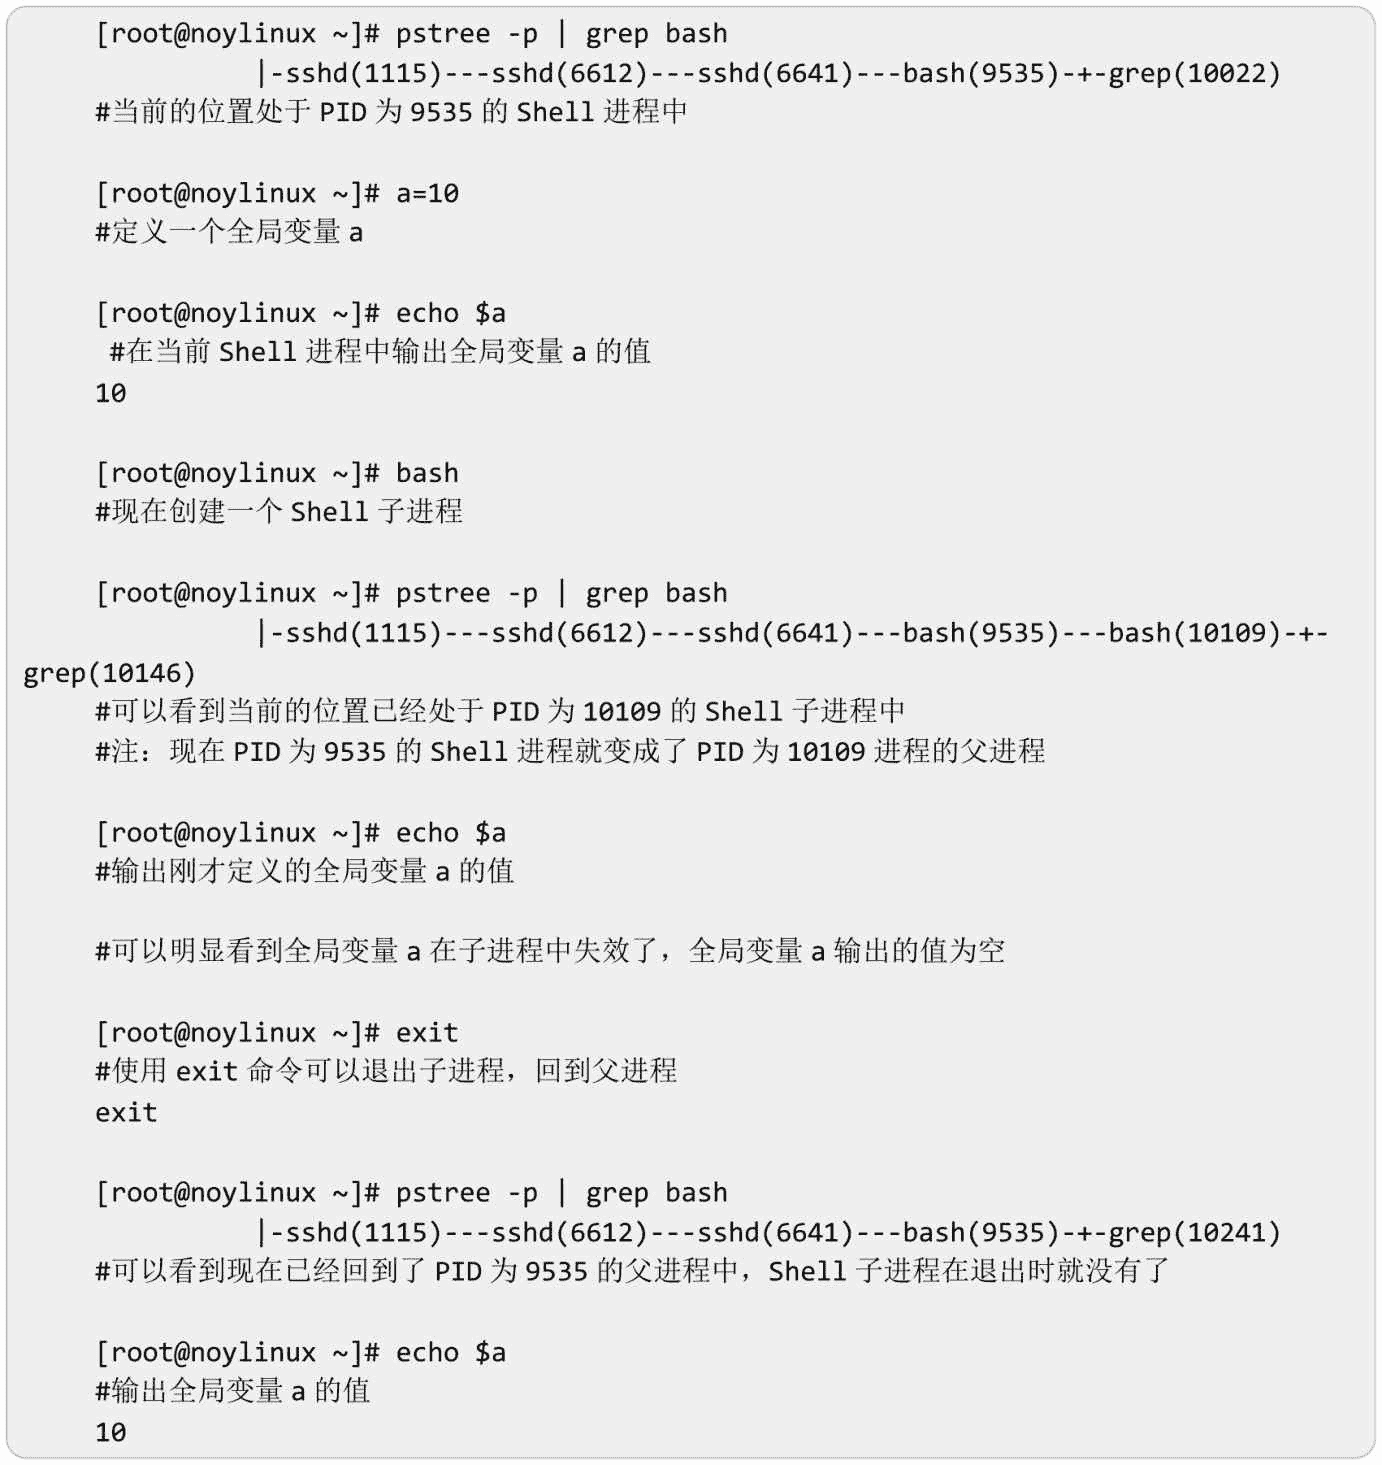 [root@noylinux ~]# pstree -p | grep bash
|-sshd(1115)---sshd(6612)---sshd(6641)---bash(9535)-+-grep(10022)
#当前的位置处于 PID 为 9535 的 Shell 进程中
[root@noylinux ~]# a=10
#定义一个全局变量 a
[root@noylinux ~]# echo $a
#在当前 Shell 进程中输出全局变量 a 的值
10
[root@noylinux ~]# bash
#现在创建一个 Shell 子进程
[root@noylinux ~]# pstree -p | grep bash
|-sshd(1115)---sshd(6612)---sshd(6641)---bash(9535)---bash(10109)-+-
grep(10146)
#可以看到当前的位置已经处于 PID 为 10109 的 Shell 子进程中
#注：现在 PID 为 9535 的 Shell 进程就变成了 PID 为 10109 进程的父进程
[root@noylinux ~]# echo $a
#输出刚才定义的全局变量 a 的值
#可以明显看到全局变量 a 在子进程中失效了，全局变量 a 输出的值为空
[root@noylinux ~]# exit
#使用 exit 命令可以退出子进程，回到父进程
exit
[root@noylinux ~]# pstree -p | grep bash
|-sshd(1115)---sshd(6612)---sshd(6641)---bash(9535)-+-grep(10241)
#可以看到现在已经回到了 PID 为 9535 的父进程中，Shell 子进程在退出时就没有了
[root@noylinux ~]# echo $a
#输出全局变量 a 的值
10